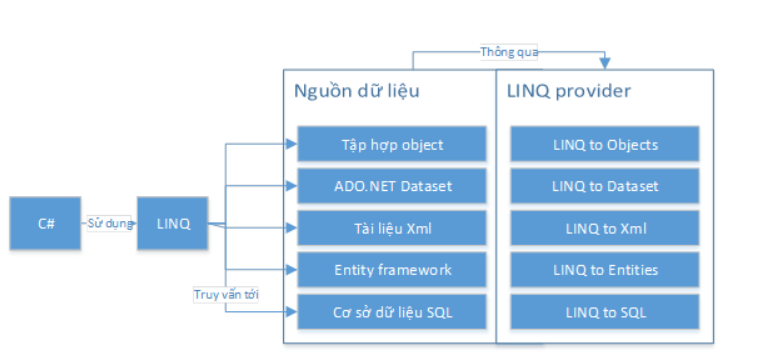 Thông qua
Nguồn dữ liệu
LINQ provider
Tập hợp object
LINQ to Objects
ADO.NET Dataset
LINQ to Dataset
C#
Sử dụng
LINQ
Tài liệu Xml
LINQ to Xml
Entity framework
LINQ to Entities
Truy vấn tới
Cơ sở dữ liệu SQL
LINQ to SQL